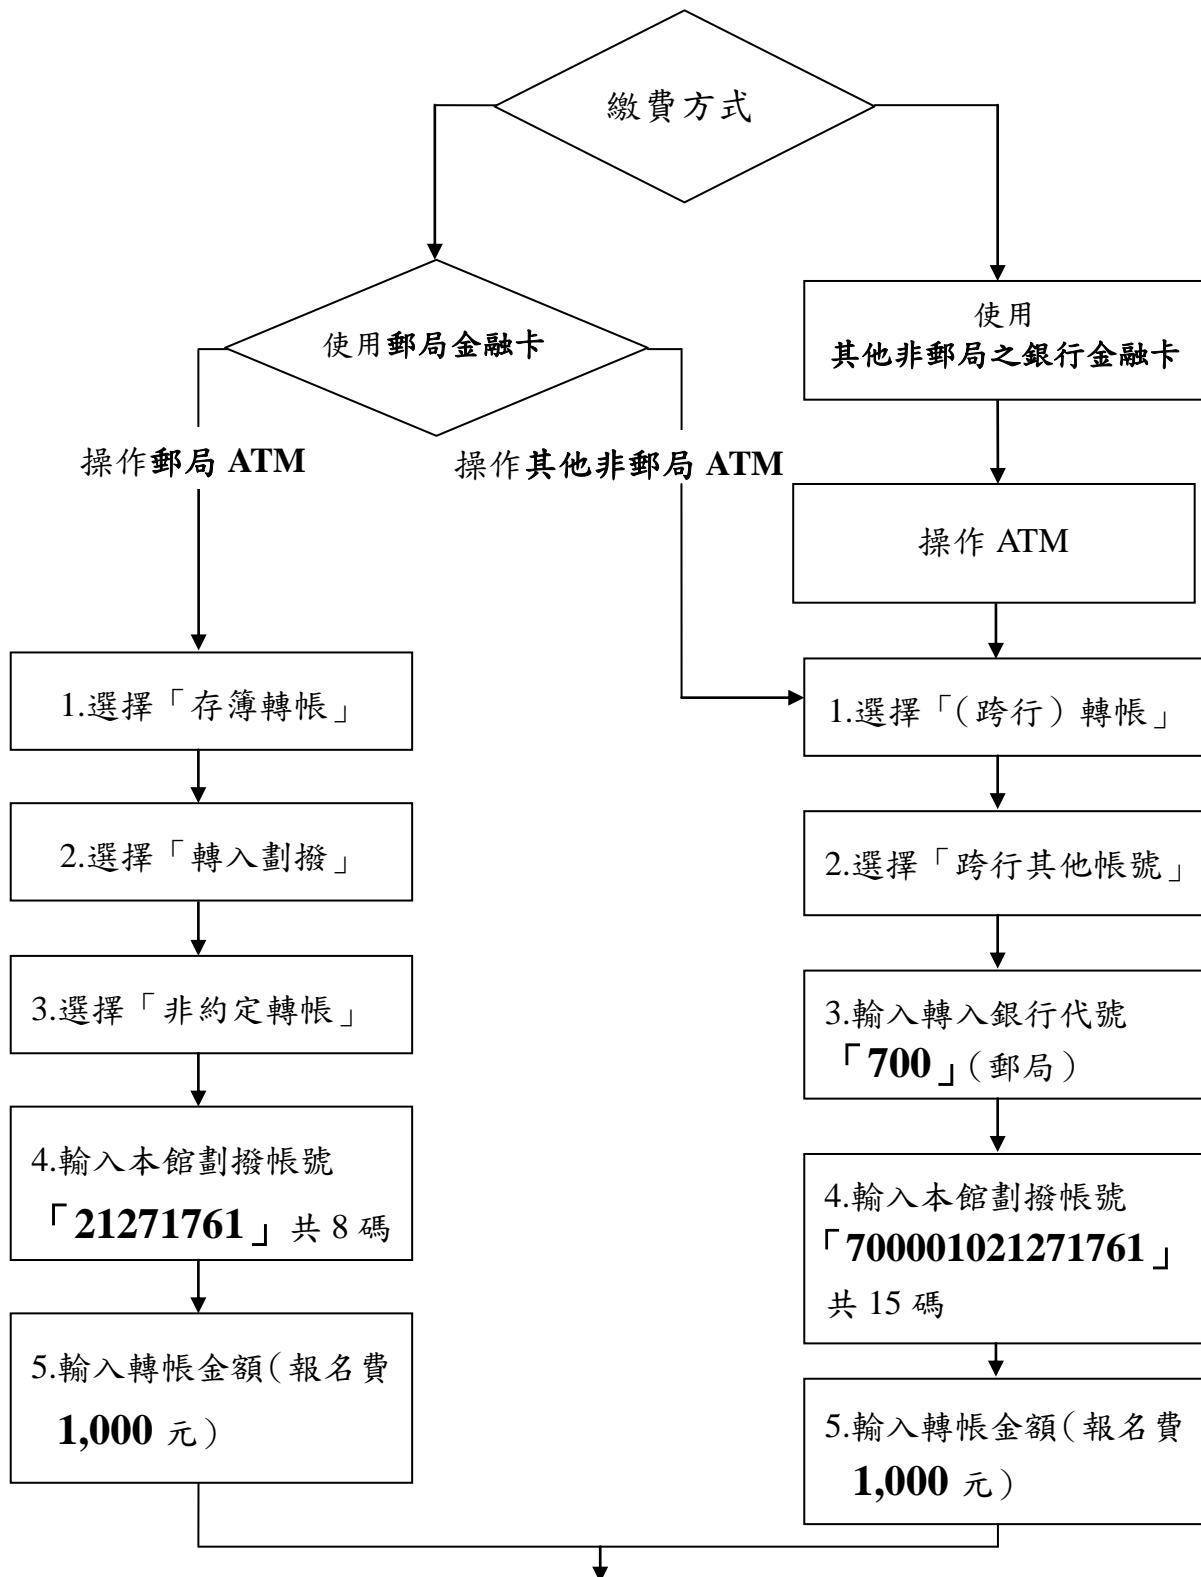 繳費方式
使用郵局金融卡
使用
其他非郵局之銀行金融卡
操作郵局 ATM
操作其他非郵局 ATM
操作 ATM
1.選擇「存簿轉帳」
2.選擇「轉入劃撥」
3.選擇「非約定轉帳」
4.輸入本館劃撥帳號
「21271761」共 8 碼
5.輸入轉帳金額(報名費
1,000 元)
1.選擇「(跨行)轉帳」
2.選擇「跨行其他帳號」
3.輸入轉入銀行代號
「700」(郵局)
4.輸入本館劃撥帳號
「700001021271761」
共 15 碼
5.輸入轉帳金額(報名費
1,000 元)